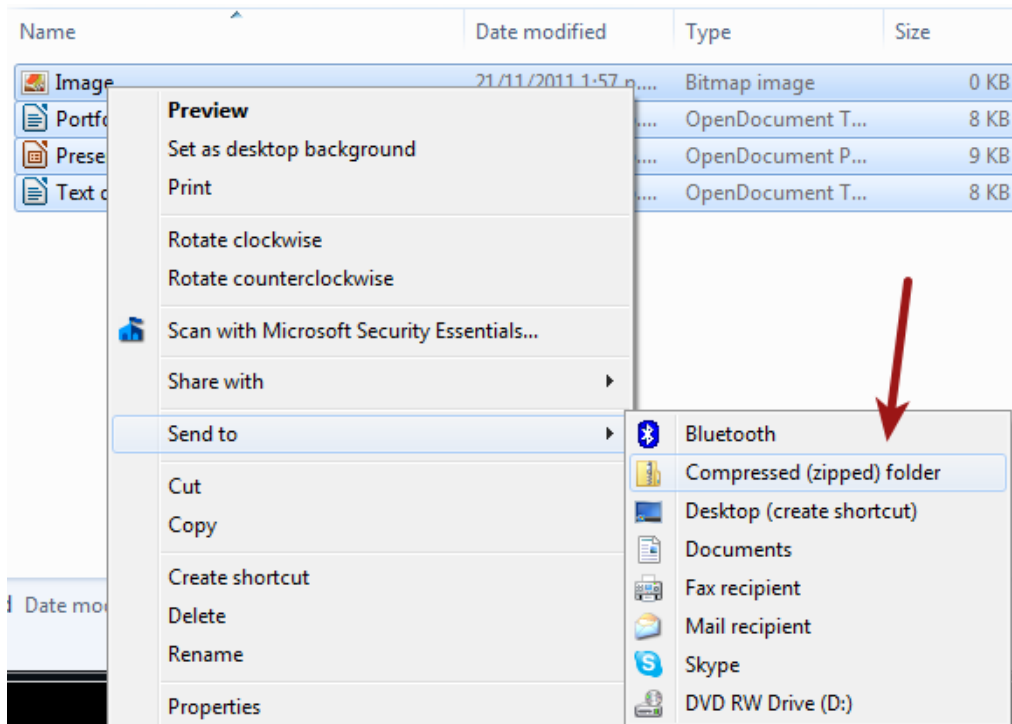 Name Date modified Type Size
Image 21/11/2011 1:57 p.... Bitmap image 0 KB
Portfo .... OpenDocument T... 8 KB
Prese .... OpenDocument P... 9 KB
Text d .... OpenDocument T... 8 KB
Preview
Set as desktop background
Print
Rotate clockwise
Rotate counterclockwise
Scan with Microsoft Security Essentials...
Share with
Send to
Cut
Copy
Create shortcut
Delete
Rename
Properties
Bluetooth
Compressed (zipped) folder
Desktop (create shortcut)
Documents
Fax recipient
Mail recipient
Skype
DVD RW Drive (D:)
d Date mo